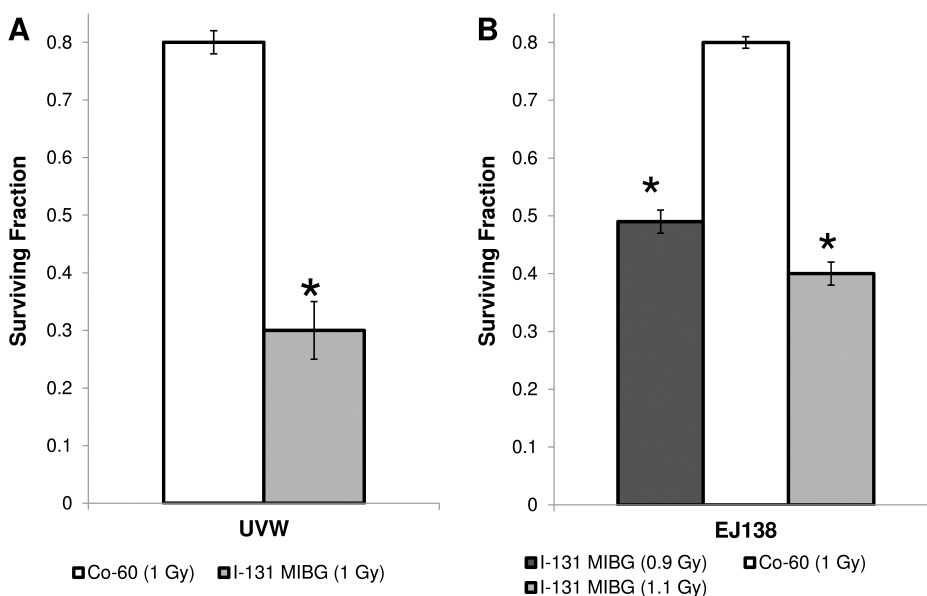 A
Surviving Fraction
0.8
0.7
0.6
0.5
0.4
0.3
0.2
0.1
0
*
UVW
Co-60 (1 Gy) I-131 MIBG (1 Gy)
B
Surviving Fraction
0.8
0.7
0.6
0.5
0.4
0.3
0.2
0.1
0
*
*
EJ138
I-131 MIBG (0.9 Gy) Co-60 (1 Gy)
I-131 MIBG (1.1 Gy)